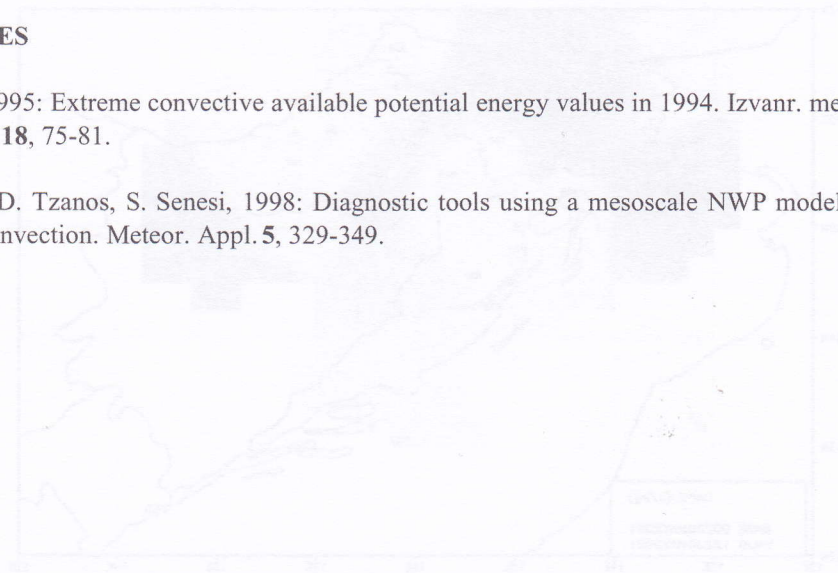 ES
995: Extreme convective available potential energy values in 1994. Izvanr. me
18, 75-81.
D. Tzanos, S. Senesi, 1998: Diagnostic tools using a mesoscale NWP model
nvection. Meteor. Appl. 5, 329-349.